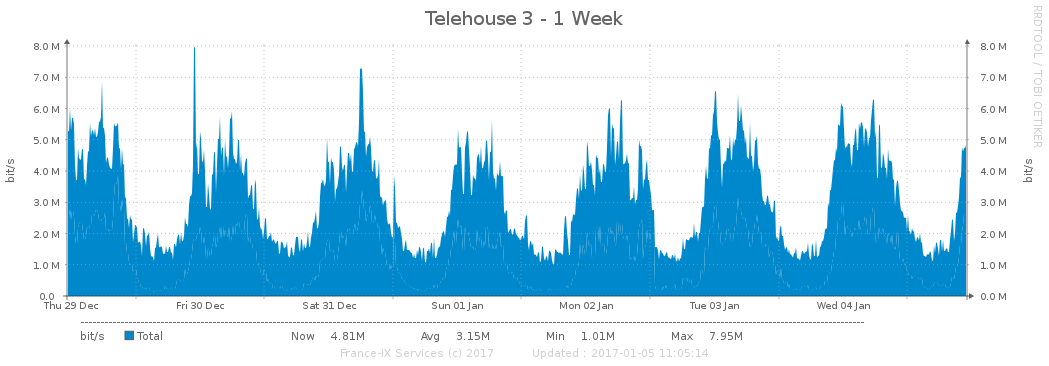 Telehouse 3 - 1 Week
RRDTOOL / TOBI OETIKER
8.0 M 8.0 M
7.0 M 7.0 M
6.0 M 6.0 M
5.0 M 5.0 M
4.0 M 4.0 M
3.0 M 3.0 M
2.0 M 2.0 M
1.0 M 1.0 M
0.0 0.0 M
bit/s
bit/s
Thu 29 Dec Fri 30 Dec Sat 31 Dec Sun 01 Jan Mon 02 Jan Tue 03 Jan Wed 04 Jan
bit/s Total Now 4.81M Avg 3.15M Min 1.01M Max 7.95M
France-IX Services (c) 2017 Updated : 2017-01-05 11:05:14